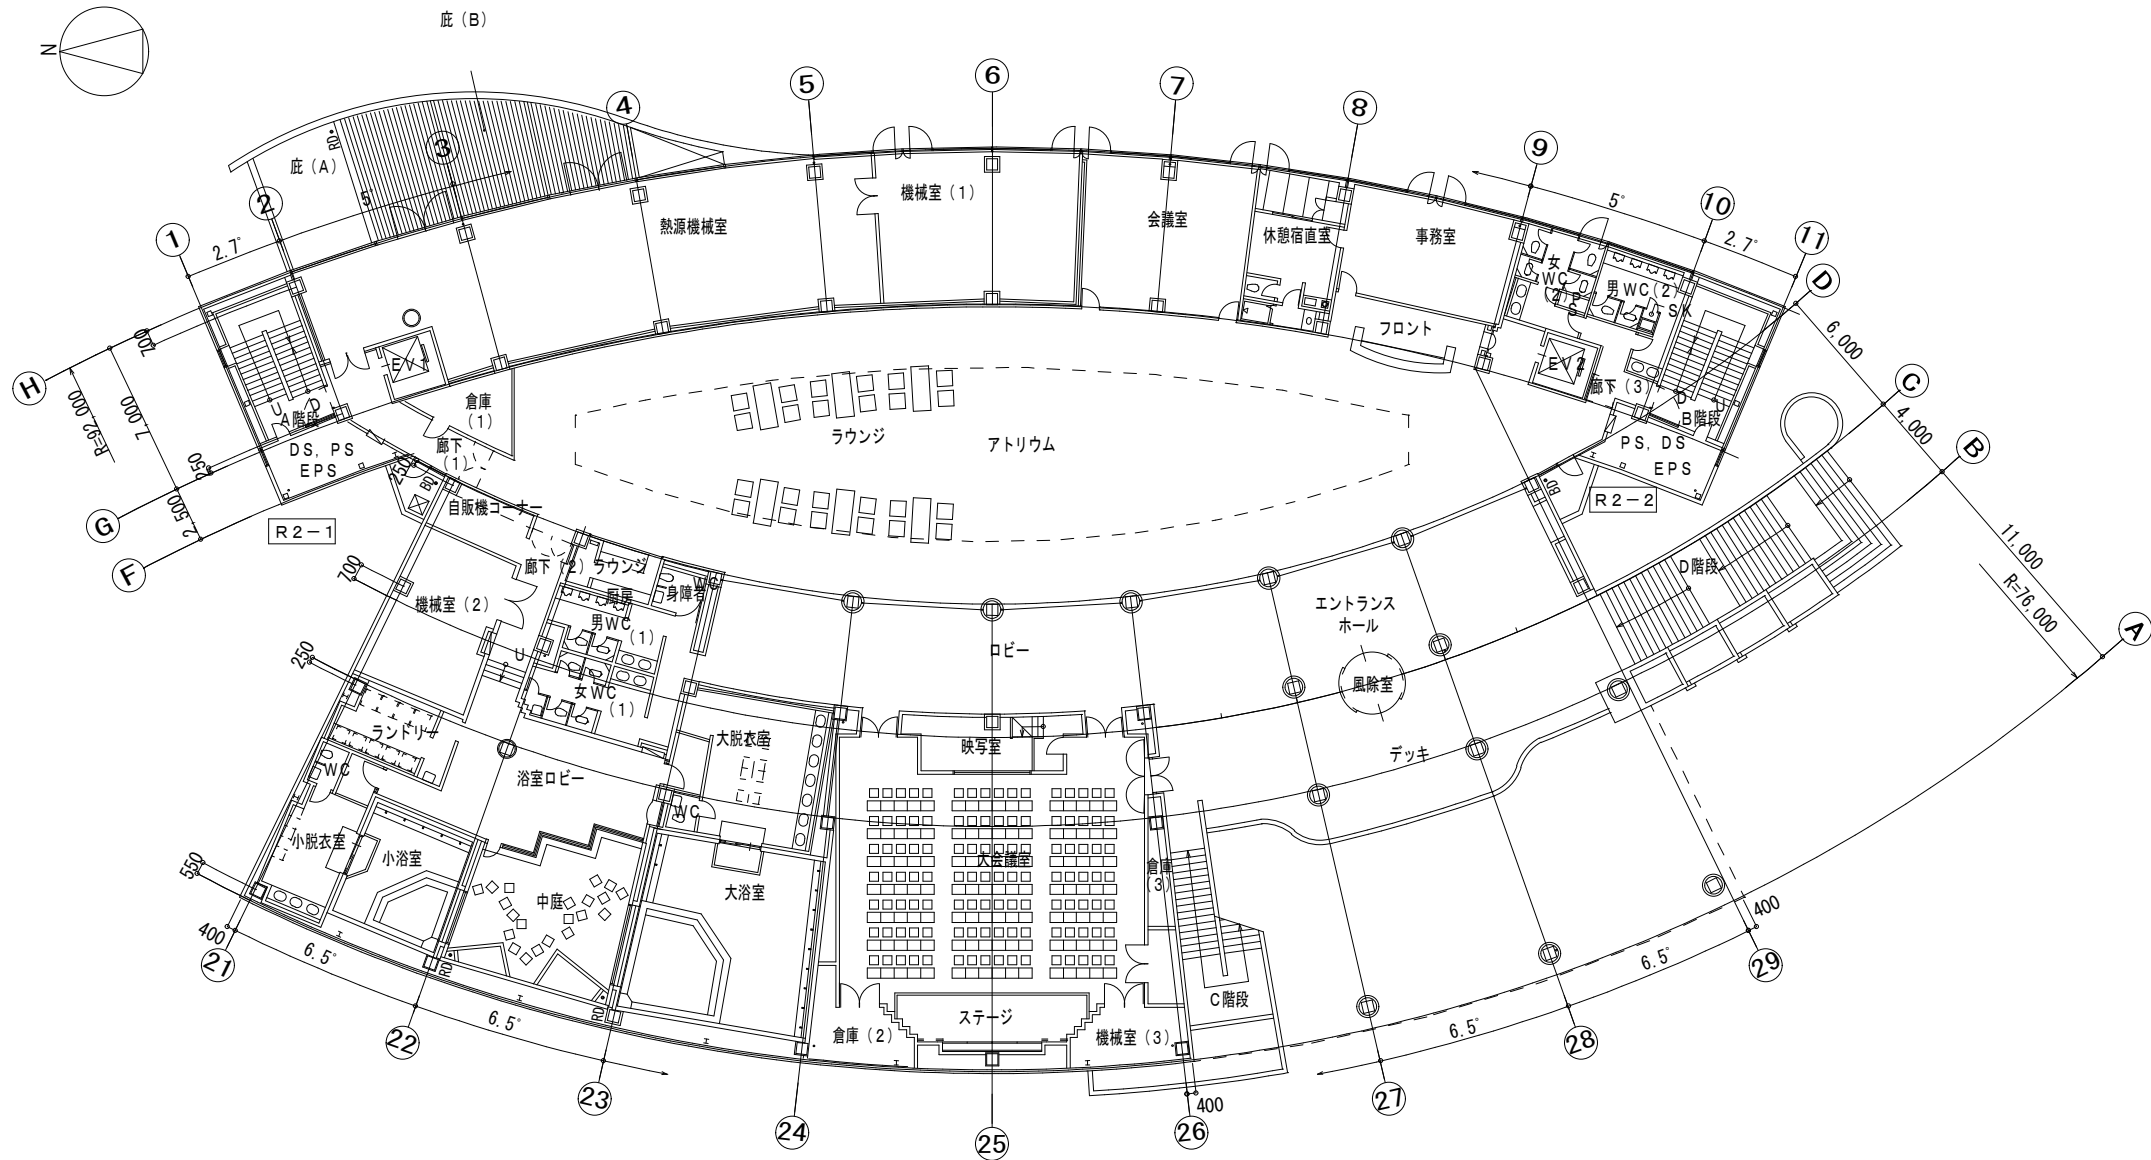 庇（B）
N
⑤
⑥
⑦
④
⑧
RD
③
⑨
庇（A）
5°
5°
②
⑩
機械室（1）
2.7°
①
熱源機械室
会議室
休憩宿直室
事務室
女
WC
(2)
PS
男WC(2)
SK
2.7°
⑪
D
700
EV1
フロント
EV2
6,000
H
R=92,000
7,000
U
D
A階段
倉庫
(1)
廊下（3）
D
U
B階段
C
250
DS, PS
EPS
廊下
(1)
ラウンジ
アトリウム
PS, DS
EPS
4,000
B
G
2,500
250
RD
自販機コーナー
RD
R2-2
R2-1
F
700
廊下（2）
ラウンジ
身障者
WC
D階段
11,000
R=76,000
機械室（2）
厨房
エントランス
ホール
男WC
(1)
A
ロビー
250
U
女WC
(1)
風除室
ランドリー
大脱衣室
映写室
デッキ
WC
浴室ロビー
WC
550
小脱衣室
小浴室
大会議室
倉庫
(3)
中庭
大浴室
400
400
21
RD
6.5°
6.5°
29
C階段
22
6.5°
RD
倉庫（2）
ステージ
機械室（3）
6.5°
28
23
400
27
24
25
26